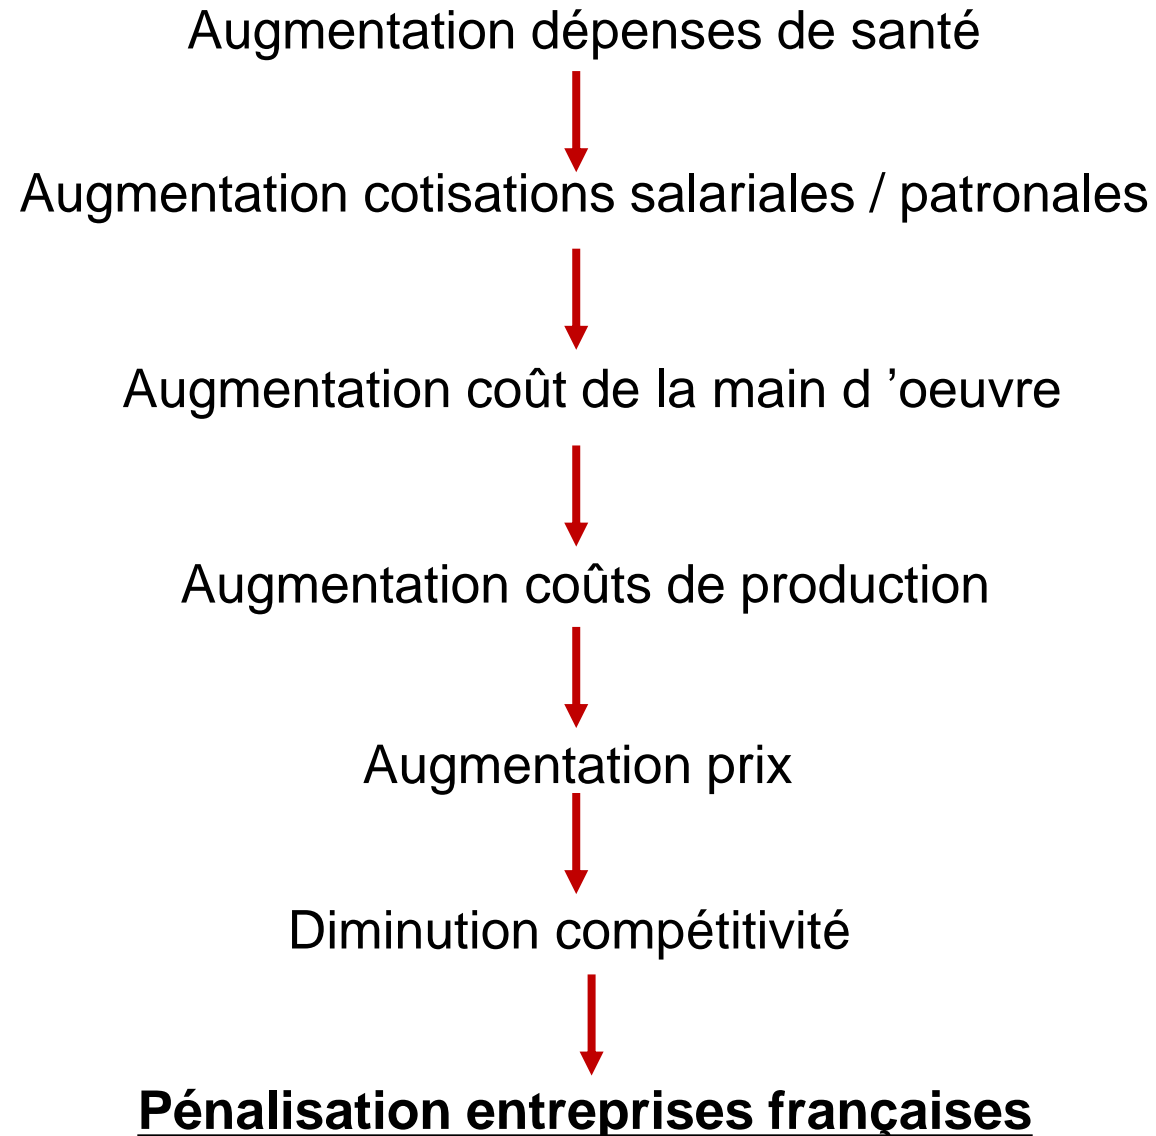 Augmentation dépenses de santé
Augmentation cotisations salariales / patronales
Augmentation coût de la main d ’oeuvre
Augmentation coûts de production
Augmentation prix
Diminution compétitivité
Pénalisation entreprises françaises